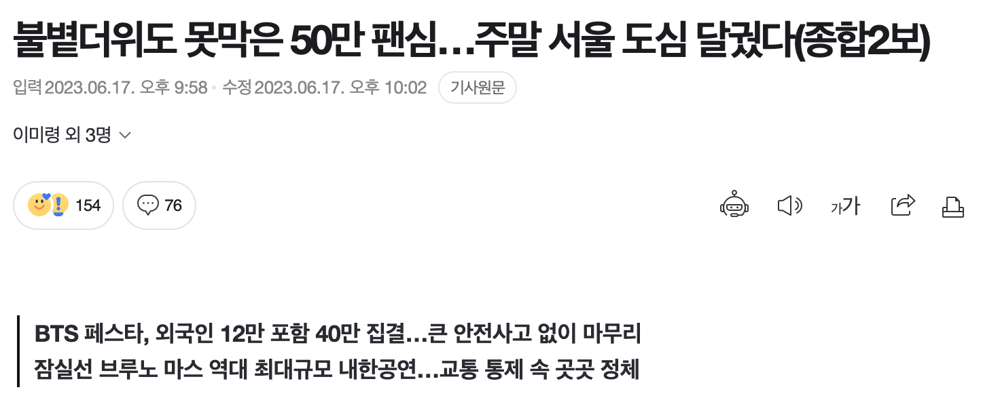 불볕더위도 못막은 50만 팬심…주말 서울 도심 달궜다(종합2보)
입력 2023.06.17. 오후 9:58 · 수정 2023.06.17. 오후 10:02 기사원문
이미령 외 3명
154 76 가가
BTS 페스타, 외국인 12만 포함 40만 집결…큰 안전사고 없이 마무리
잠실선 브루노 마스 역대 최대규모 내한공연…교통 통제 속 곳곳 정체